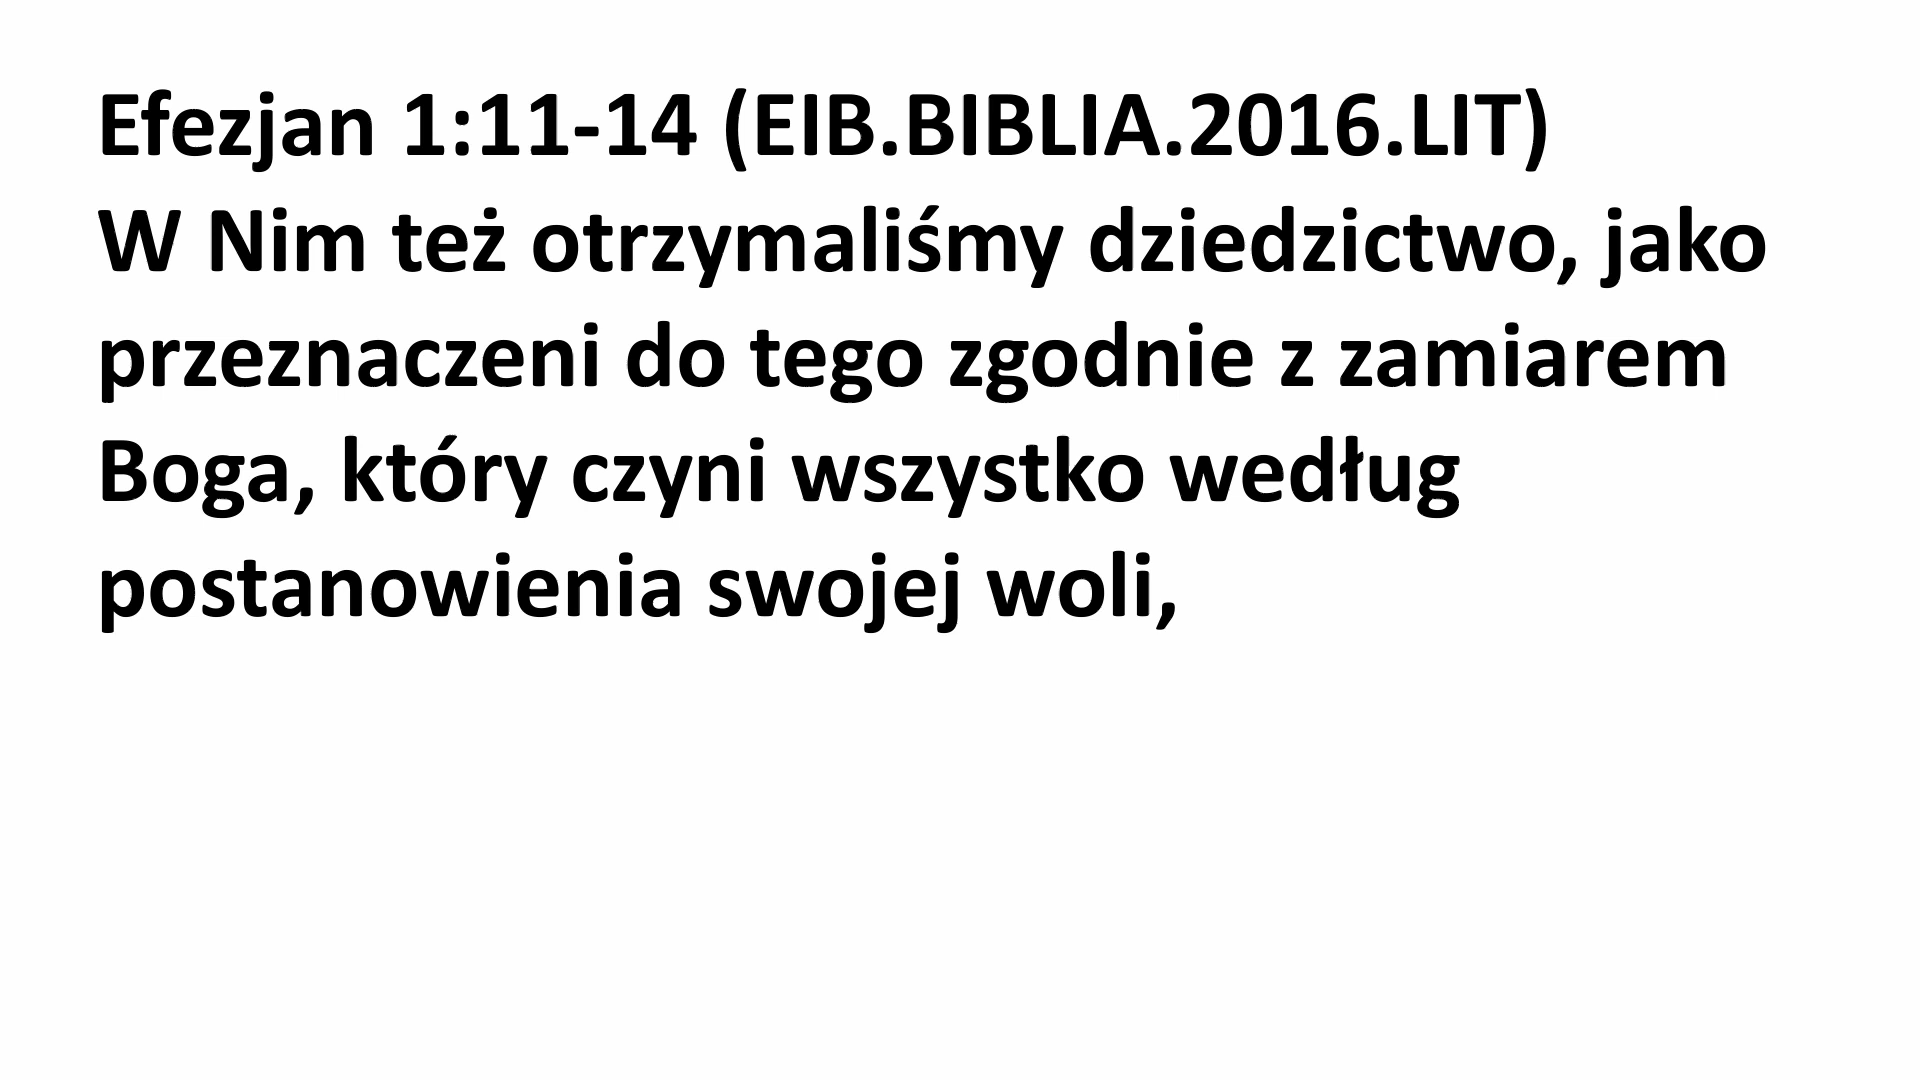 Efezjan 1:11-14 (EIB.BIBLIA.2016.LIT)
W Nim też otrzymaliśmy dziedzictwo, jako
przeznaczeni do tego zgodnie z zamiarem
Boga, który czyni wszystko według
postanowienia swojej woli,